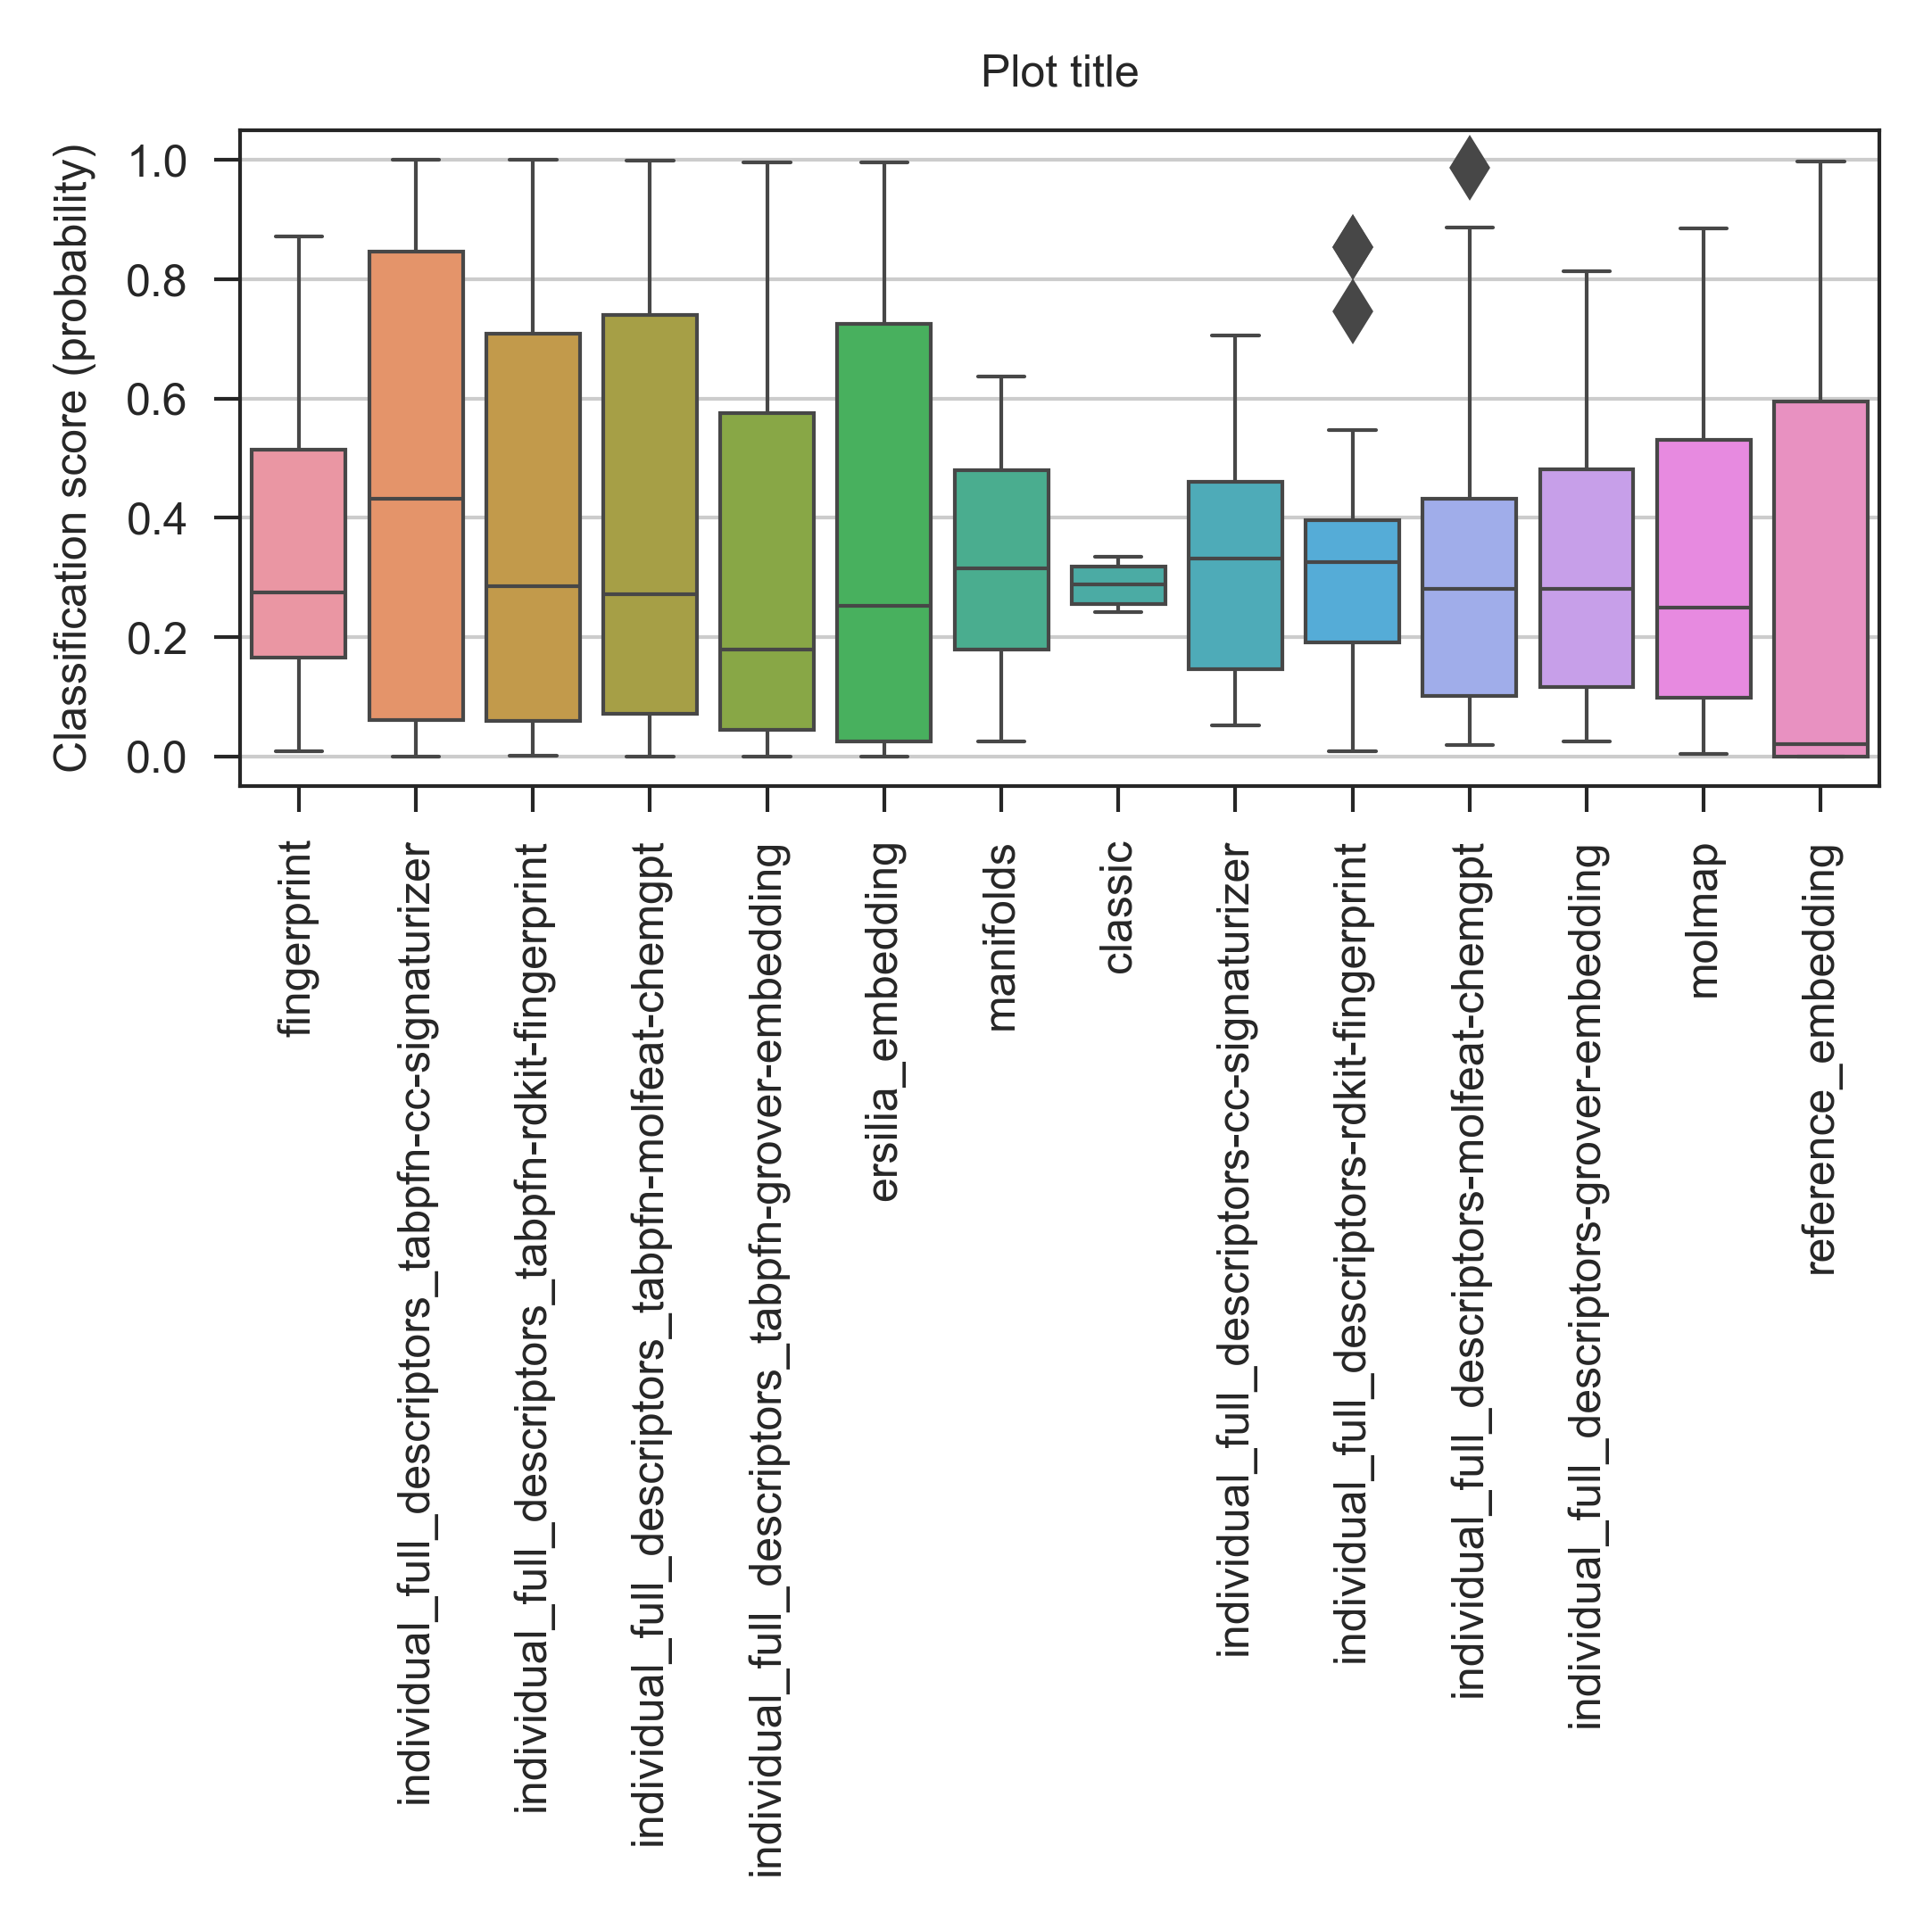 Plot title
Classification score (probability)
1.0
0.8
0.6
0.4
0.2
0.0
fingerprint
individual_full_descriptors_tabpfn-cc-signaturizer
individual_full_descriptors_tabpfn-rdkit-fingerprint
individual_full_descriptors_tabpfn-molfeat-chemgpt
individual_full_descriptors_tabpfn-grover-embedding
ersilia_embedding
manifolds
classic
individual_full_descriptors-cc-signaturizer
individual_full_descriptors-rdkit-fingerprint
individual_full_descriptors-molfeat-chemgpt
individual_full_descriptors-grover-embedding
molmap
reference_embedding